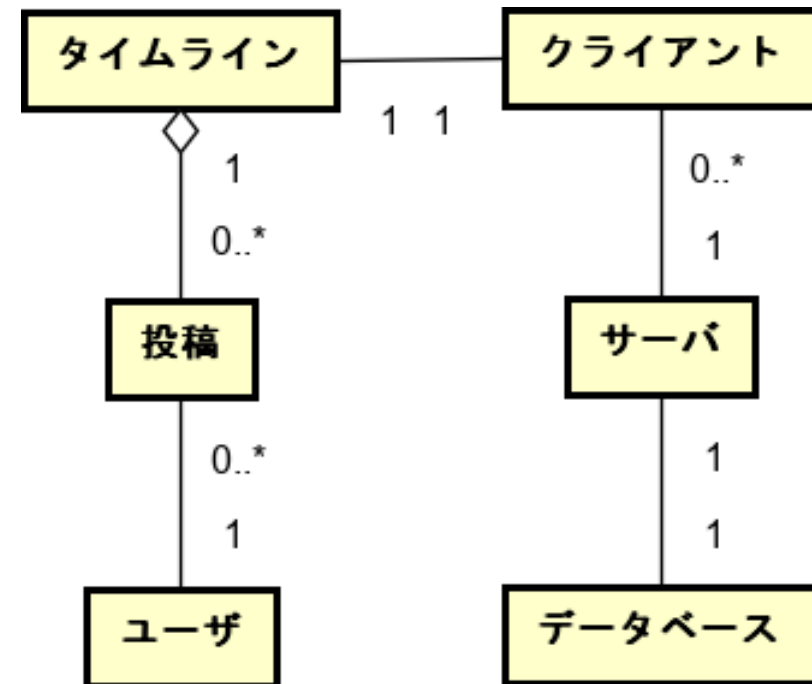 タイムライン
クライアント
1 1
1
0..*
0..*
1
投稿
サーバ
0..*
1
1
1
ユーザ
データベース